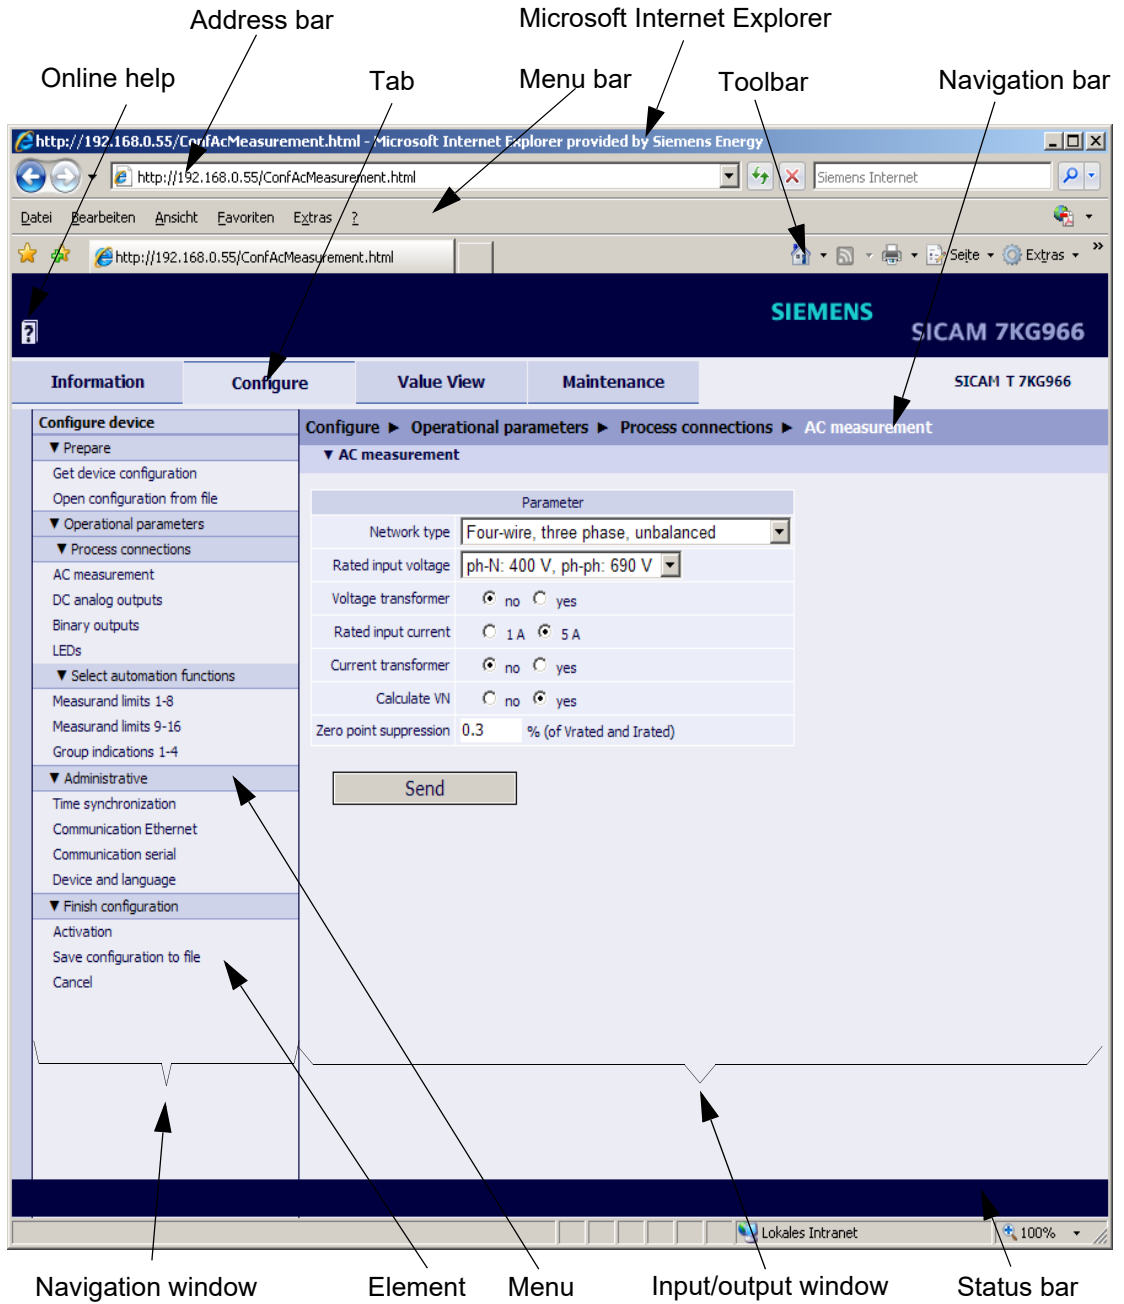 Address bar
Microsoft Internet Explorer
Online help
Tab
Menu bar
Toolbar
Navigation bar
http://192.168.0.55/ConfAcMeasurement.html - Microsoft Internet Explorer provided by Siemens Energy
http://192.168.0.55/ConfAcMeasurement.html
Siemens Internet
Datei Bearbeiten Ansicht Favoriten Extras ?
http://192.168.0.55/ConfAcMeasurement.html
Seite Extras »
SIEMENS
SICAM 7KG966
Information Configure Value View Maintenance SICAM T 7KG966
Configure device
Configure ► Operational parameters ► Process connections ► AC measurement
▼ AC measurement
▼ Prepare
Get device configuration
Open configuration from file
▼ Operational parameters
▼ Process connections
AC measurement
DC analog outputs
Binary outputs
LEDs
▼ Select automation functions
Measurand limits 1-8
Measurand limits 9-16
Group indications 1-4
▼ Administrative
Time synchronization
Communication Ethernet
Communication serial
Device and language
▼ Finish configuration
Activation
Save configuration to file
Cancel
Parameter
Network type Four-wire, three phase, unbalanced
Rated input voltage ph-N: 400 V, ph-ph: 690 V
Voltage transformer no yes
Rated input current 1 A 5 A
Current transformer no yes
Calculate VN no yes
Zero point suppression 0.3 % (of Vrated and Irated)
Send
Lokales Intranet
100%
Navigation window
Element
Menu
Input/output window
Status bar